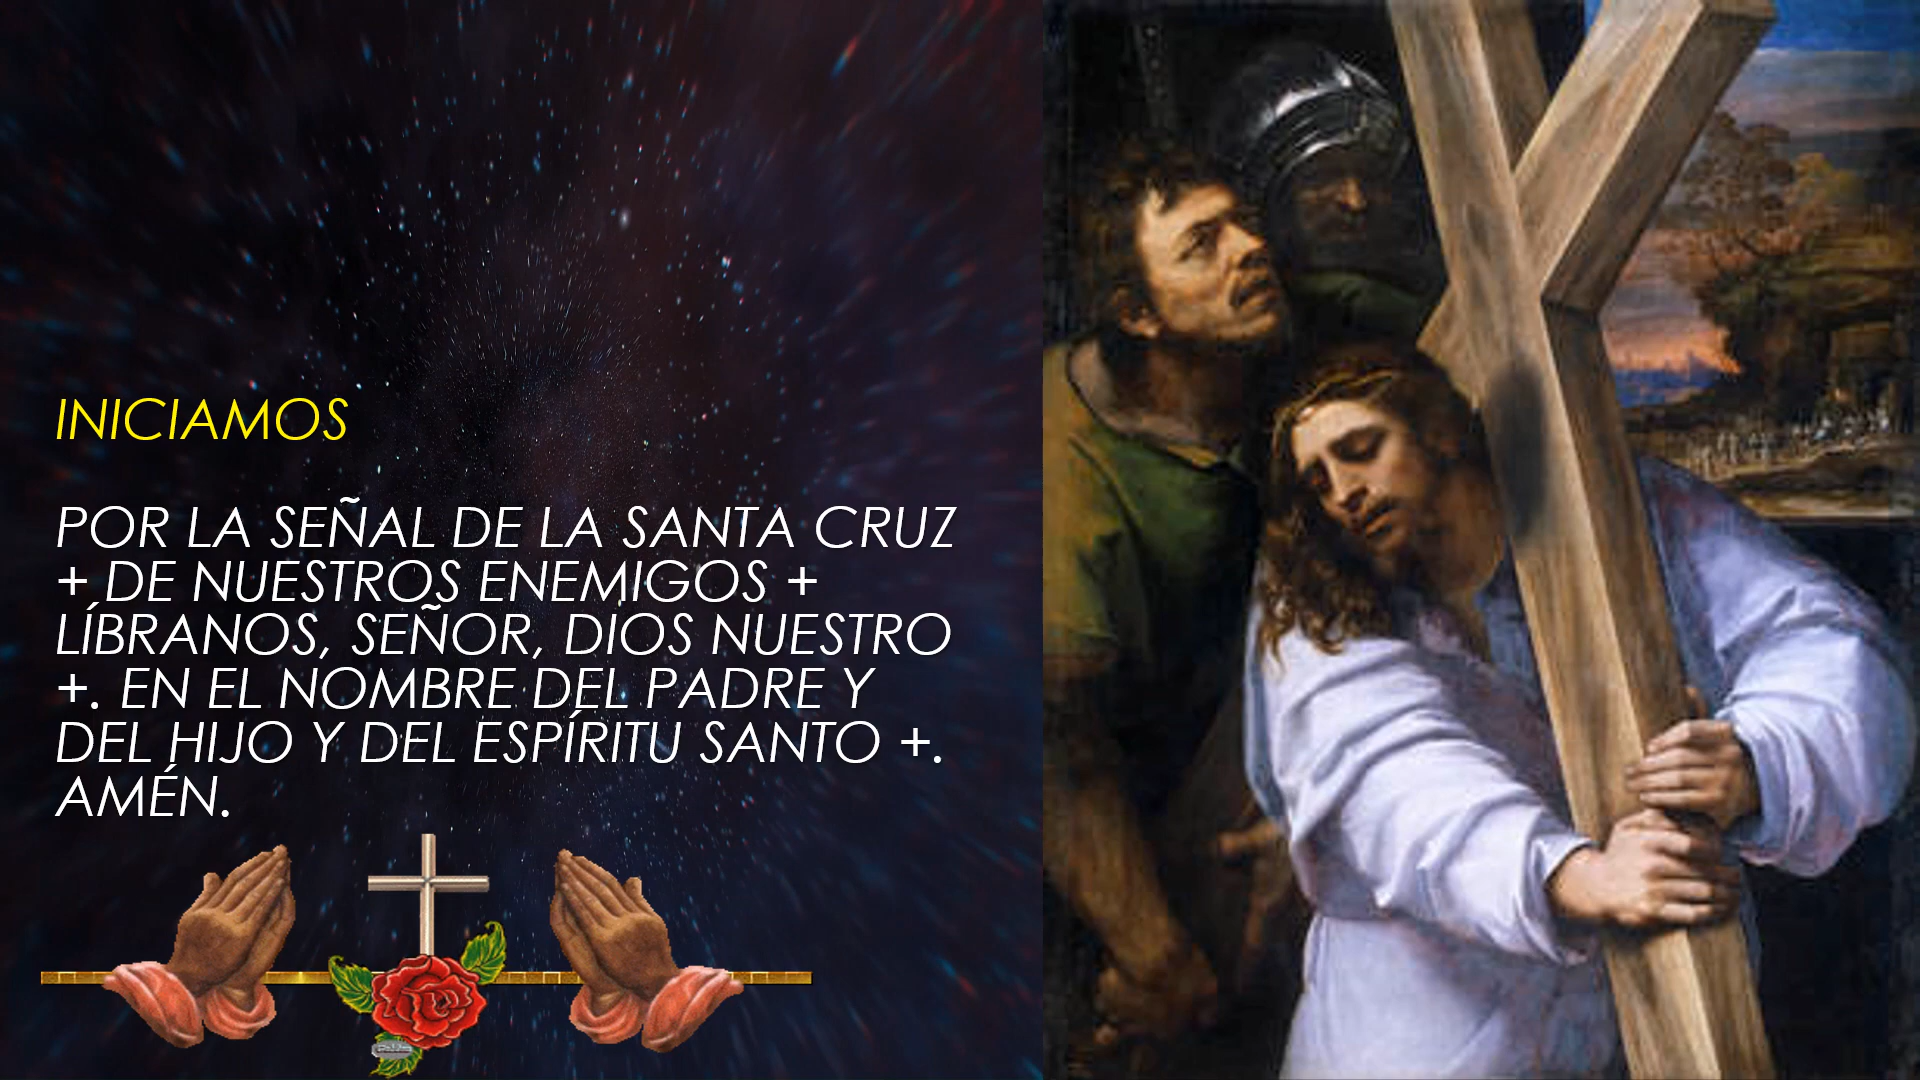 INICIAMOS
POR LA SEÑAL DE LA SANTA CRUZ
+ DE NUESTROS ENEMIGOS +
LÍBRANOS, SEÑOR, DIOS NUESTRO
+. EN EL NOMBRE DEL PADRE Y
DEL HIJO Y DEL ESPÍRITU SANTO +.
AMÉN.